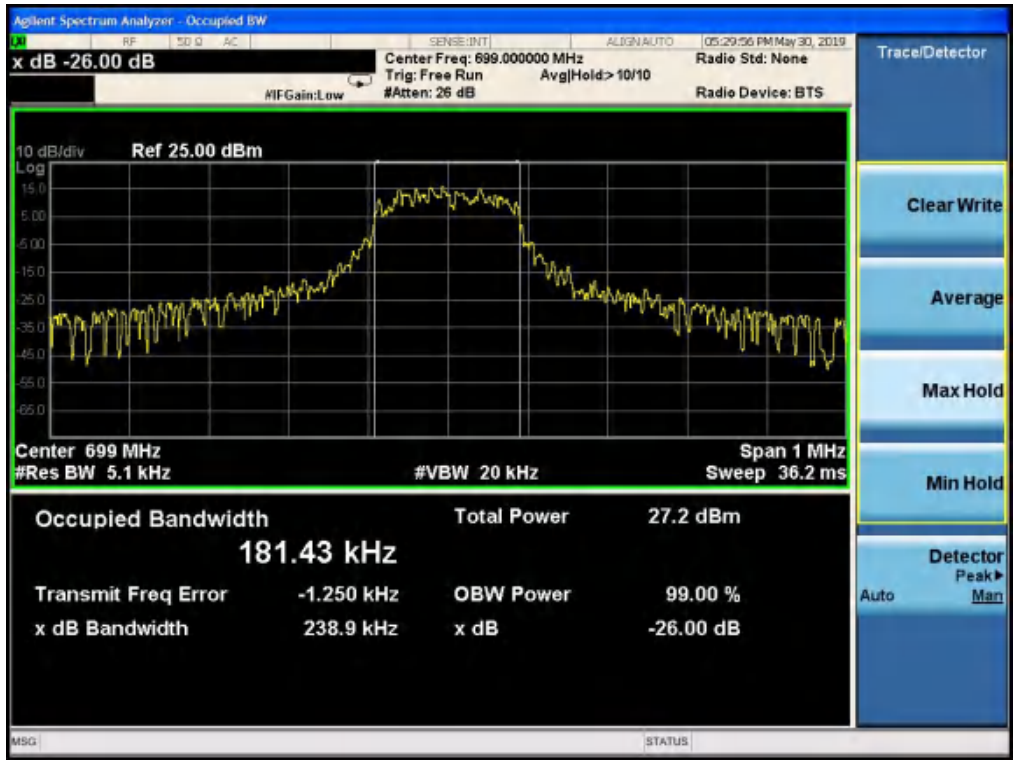 Agilent Spectrum Analyzer - Occupied BW
RF 50 Ω AC SENSE:INT ALIGNAUTO 05:29:56 PM May 30, 2019
x dB -26.00 dB Center Freq: 699.000000 MHz Radio Std: None
Trig: Free Run Avg|Hold:> 10/10
#IFGain:Low #Atten: 26 dB Radio Device: BTS
Trace/Detector
10 dB/div Ref 25.00 dBm
Log
15.0
5.00
-5.00
-15.0
-25.0
-35.0
-45.0
-55.0
-65.0
Center 699 MHz Span 1 MHz
#Res BW 5.1 kHz #VBW 20 kHz Sweep 36.2 ms
Occupied Bandwidth Total Power 27.2 dBm
181.43 kHz
Transmit Freq Error -1.250 kHz OBW Power 99.00 %
x dB Bandwidth 238.9 kHz x dB -26.00 dB
Clear Write
Average
Max Hold
Min Hold
Detector
Peak▶
Auto Man
MSG STATUS